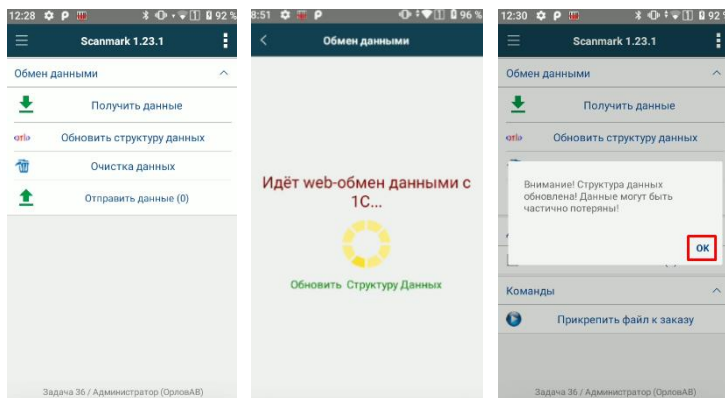 12:28
92 %
Scanmark 1.23.1
Обмен данными
Получить данные
Обновить структуру данных
Очистка данных
Отправить данные (0)
Задача 36 / Администратор (ОрловАВ)
8:51
96 %
Обмен данными
Идёт web-обмен данными с
1С...
Обновить Структуру Данных
12:30
92 %
Scanmark 1.23.1
Обмен данными
Получить данные
Обновить структуру данных
Внимание! Структура данных
обновлена! Данные могут быть
частично потеряны!
ОК
Команды
Прикрепить файл к заказу
Задача 36 / Администратор (ОрловАВ)